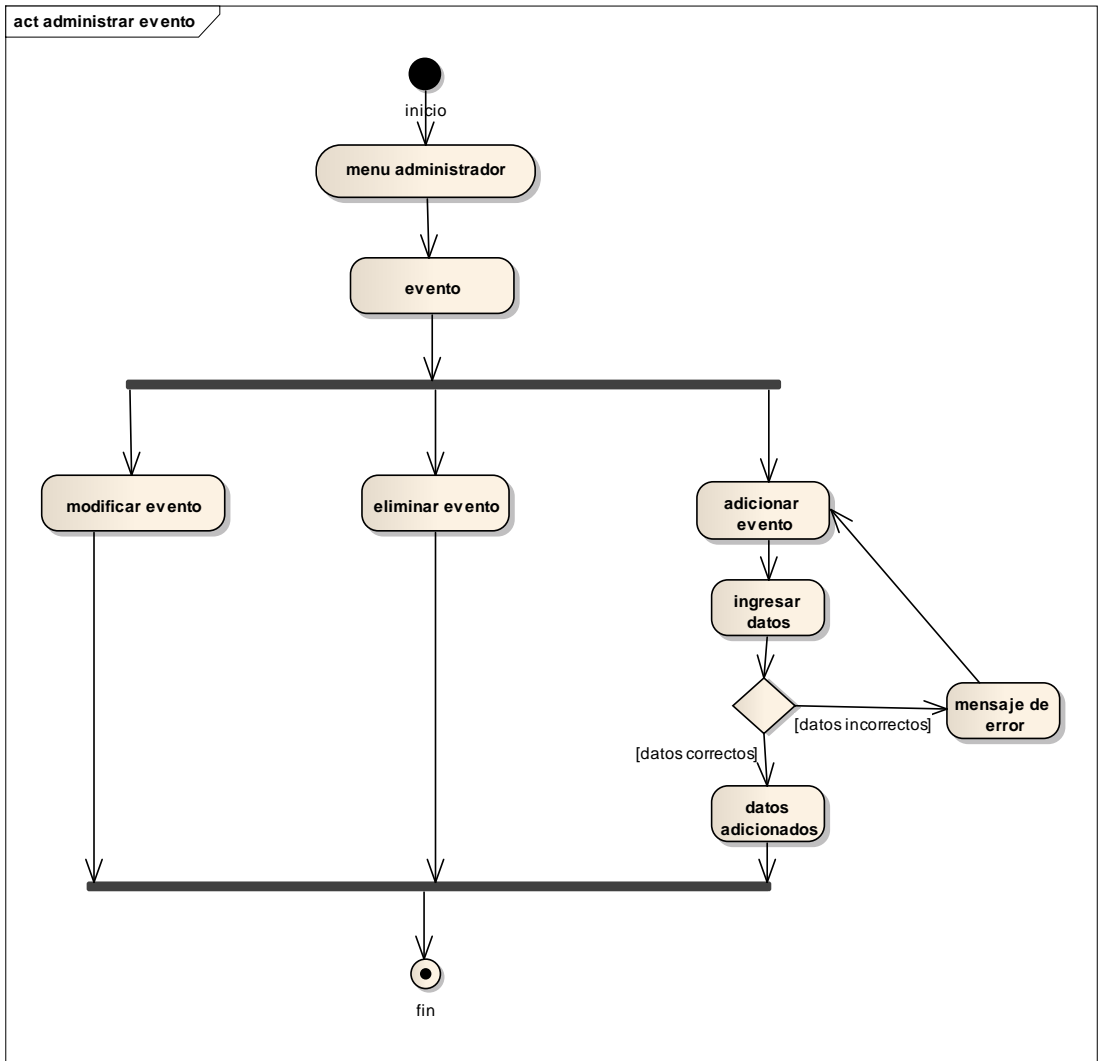 act administrar evento
inicio
menu administrador
evento
modificar evento
eliminar evento
adicionar
evento
ingresar
datos
mensaje de
error
[datos incorrectos]
[datos correctos]
datos
adicionados
fin